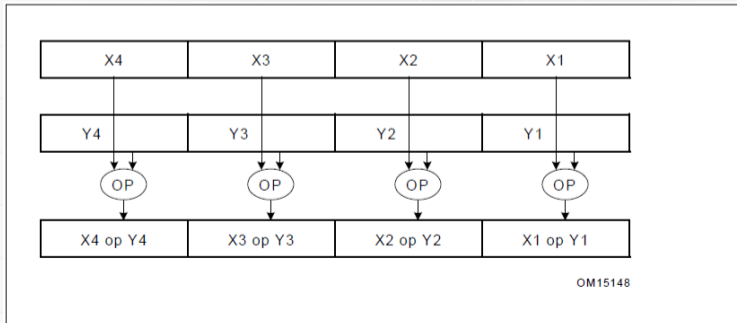 X4 X3 X2 X1
Y4 Y3 Y2 Y1
OP OP OP OP
X4 op Y4 X3 op Y3 X2 op Y2 X1 op Y1
OM15148